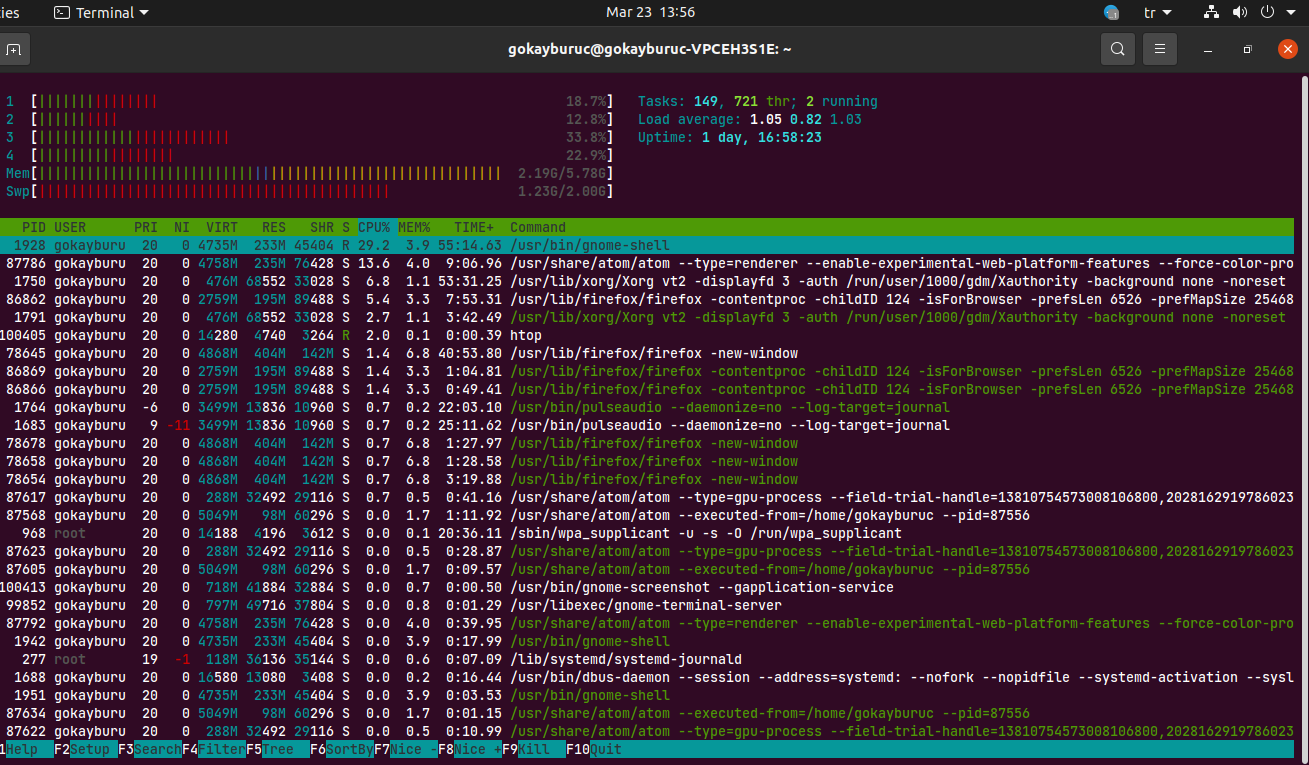 ies Terminal Mar 23 13:56 tr
gokayburuc@gokayburuc-VPCEH3S1E: ~
1 [|||||||||||||||| 18.7%] Tasks: 149, 721 thr; 2 running
2 [||||||||||| 12.8%] Load average: 1.05 0.82 1.03
3 [||||||||||||||||||||||||| 33.8%] Uptime: 1 day, 16:58:23
4 [|||||||||||||||||| 22.9%]
Mem[|||||||||||||||||||||||||||||||||||||||||||||||||||||||||| 2.19G/5.78G]
Swp[|||||||||||||||||||||||||||||||||||||||||||| 1.23G/2.00G]
PID USER PRI NI VIRT RES SHR S CPU% MEM% TIME+ Command
1928 gokayburu 20 0 4735M 233M 45404 R 29.2 3.9 55:14.63 /usr/bin/gnome-shell
87786 gokayburu 20 0 4758M 235M 76428 S 13.6 4.0 9:06.96 /usr/share/atom/atom --type=renderer --enable-experimental-web-platform-features --force-color-pro
1750 gokayburu 20 0 476M 68552 33028 S 6.8 1.1 53:31.25 /usr/lib/xorg/Xorg vt2 -displayfd 3 -auth /run/user/1000/gdm/Xauthority -background none -noreset
86862 gokayburu 20 0 2759M 195M 89488 S 5.4 3.3 7:53.31 /usr/lib/firefox/firefox -contentproc -childID 124 -isForBrowser -prefsLen 6526 -prefMapSize 25468
1791 gokayburu 20 0 476M 68552 33028 S 2.7 1.1 3:42.49 /usr/lib/xorg/Xorg vt2 -displayfd 3 -auth /run/user/1000/gdm/Xauthority -background none -noreset
100405 gokayburu 20 0 14280 4740 3264 R 2.0 0.1 0:00.39 htop
78645 gokayburu 20 0 4868M 404M 142M S 1.4 6.8 40:53.80 /usr/lib/firefox/firefox -new-window
86869 gokayburu 20 0 2759M 195M 89488 S 1.4 3.3 1:04.81 /usr/lib/firefox/firefox -contentproc -childID 124 -isForBrowser -prefsLen 6526 -prefMapSize 25468
86866 gokayburu 20 0 2759M 195M 89488 S 1.4 3.3 0:49.41 /usr/lib/firefox/firefox -contentproc -childID 124 -isForBrowser -prefsLen 6526 -prefMapSize 25468
1764 gokayburu -6 0 3499M 13836 10960 S 0.7 0.2 22:03.10 /usr/bin/pulseaudio --daemonize=no --log-target=journal
1683 gokayburu 9 -11 3499M 13836 10960 S 0.7 0.2 25:11.62 /usr/bin/pulseaudio --daemonize=no --log-target=journal
78678 gokayburu 20 0 4868M 404M 142M S 0.7 6.8 1:27.97 /usr/lib/firefox/firefox -new-window
78658 gokayburu 20 0 4868M 404M 142M S 0.7 6.8 1:28.58 /usr/lib/firefox/firefox -new-window
78654 gokayburu 20 0 4868M 404M 142M S 0.7 6.8 3:19.88 /usr/lib/firefox/firefox -new-window
87617 gokayburu 20 0 288M 32492 29116 S 0.7 0.5 0:41.16 /usr/share/atom/atom --type=gpu-process --field-trial-handle=13810754573008106800,2028162919786023
87568 gokayburu 20 0 5049M 98M 60296 S 0.0 1.7 1:11.92 /usr/share/atom/atom --executed-from=/home/gokayburuc --pid=87556
968 root 20 0 14188 4196 3612 S 0.0 0.1 20:36.11 /sbin/wpa_supplicant -u -s -O /run/wpa_supplicant
87623 gokayburu 20 0 288M 32492 29116 S 0.0 0.5 0:28.87 /usr/share/atom/atom --type=gpu-process --field-trial-handle=13810754573008106800,2028162919786023
87605 gokayburu 20 0 5049M 98M 60296 S 0.0 1.7 0:09.57 /usr/share/atom/atom --executed-from=/home/gokayburuc --pid=87556
100413 gokayburu 20 0 718M 41884 32884 S 0.0 0.7 0:00.50 /usr/bin/gnome-screenshot --gapplication-service
99852 gokayburu 20 0 797M 49716 37804 S 0.0 0.8 0:01.29 /usr/libexec/gnome-terminal-server
87792 gokayburu 20 0 4758M 235M 76428 S 0.0 4.0 0:39.95 /usr/share/atom/atom --type=renderer --enable-experimental-web-platform-features --force-color-pro
1942 gokayburu 20 0 4735M 233M 45404 S 0.0 3.9 0:17.99 /usr/bin/gnome-shell
277 root 19 -1 118M 36136 35144 S 0.0 0.6 0:07.09 /lib/systemd/systemd-journald
1688 gokayburu 20 0 16580 13080 3408 S 0.0 0.2 0:16.44 /usr/bin/dbus-daemon --session --address=systemd: --nofork --nopidfile --systemd-activation --sysl
1951 gokayburu 20 0 4735M 233M 45404 S 0.0 3.9 0:03.53 /usr/bin/gnome-shell
87634 gokayburu 20 0 5049M 98M 60296 S 0.0 1.7 0:01.15 /usr/share/atom/atom --executed-from=/home/gokayburuc --pid=87556
87622 gokayburu 20 0 288M 32492 29116 S 0.0 0.5 0:10.99 /usr/share/atom/atom --type=gpu-process --field-trial-handle=13810754573008106800,2028162919786023
1Help F2Setup F3SearchF4FilterF5Tree F6SortByF7Nice -F8Nice +F9Kill F10Quit